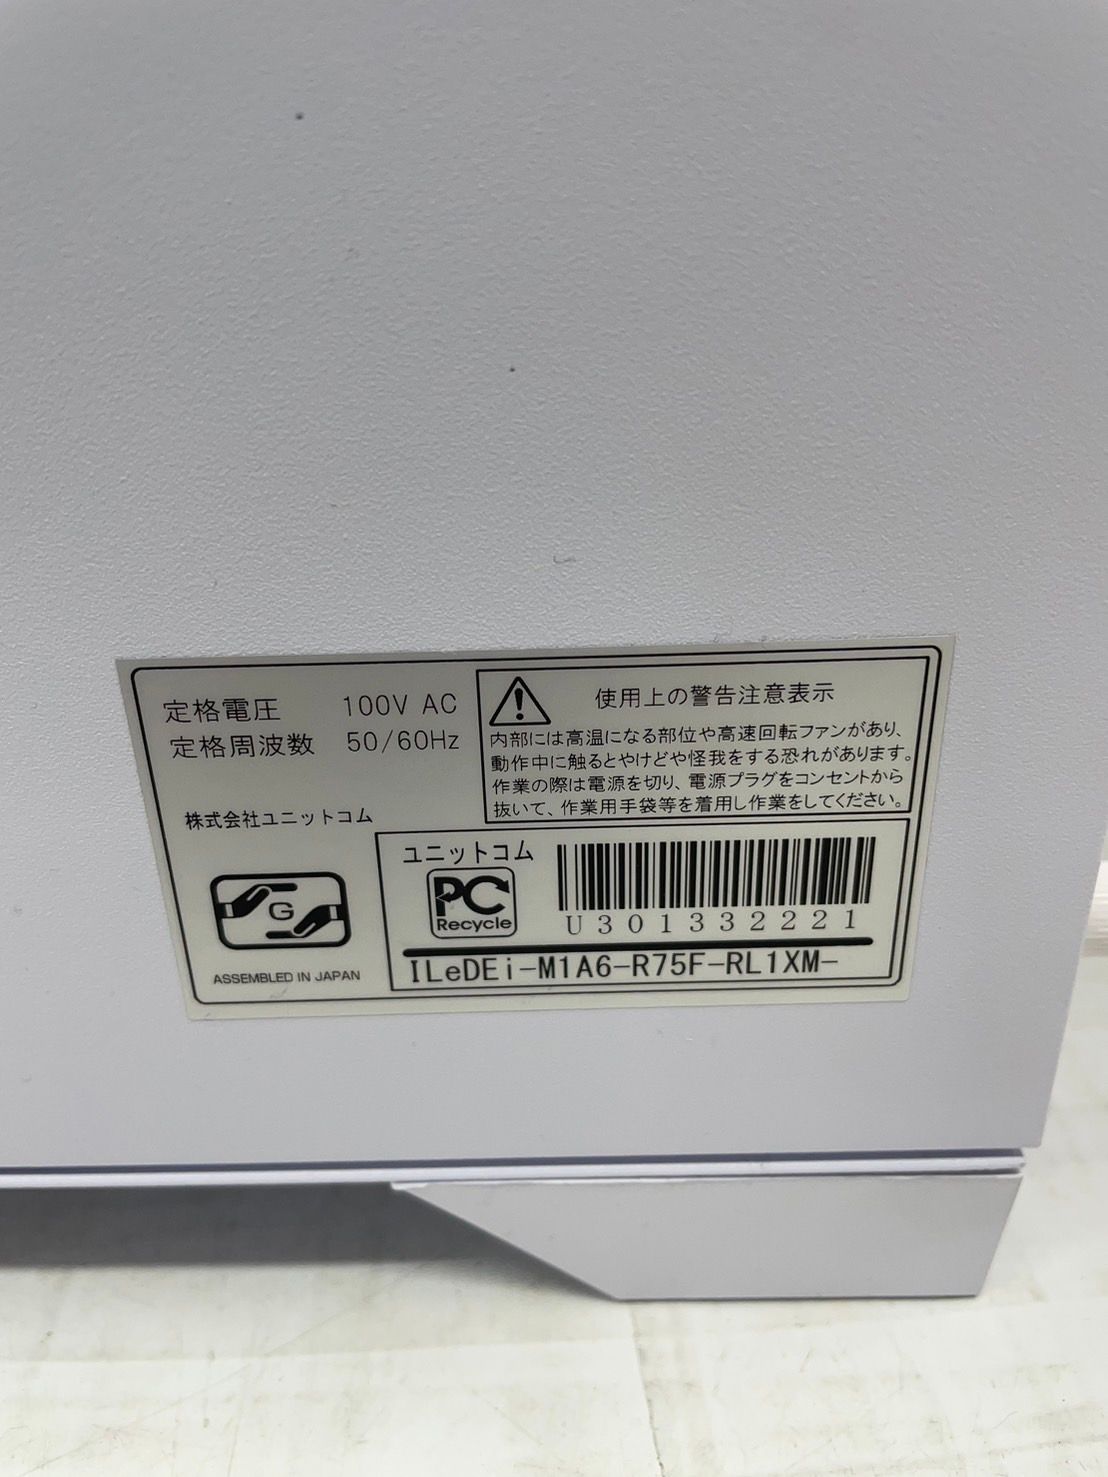 定格電圧 100V AC
定格周波数 50/60Hz
株式会社ユニットコム
G
ASSEMBLED IN JAPAN
使用上の警告注意表示
内部には高温になる部位や高速回転ファンがあり、
動作中に触るとやけどや怪我をする恐れがあります。
作業の際は電源を切り、電源プラグをコンセントから
抜いて、作業用手袋等を着用し作業をしてください。
ユニットコム
PC
Recycle
U301332221
ILeDEi-M1A6-R75F-RL1XM-